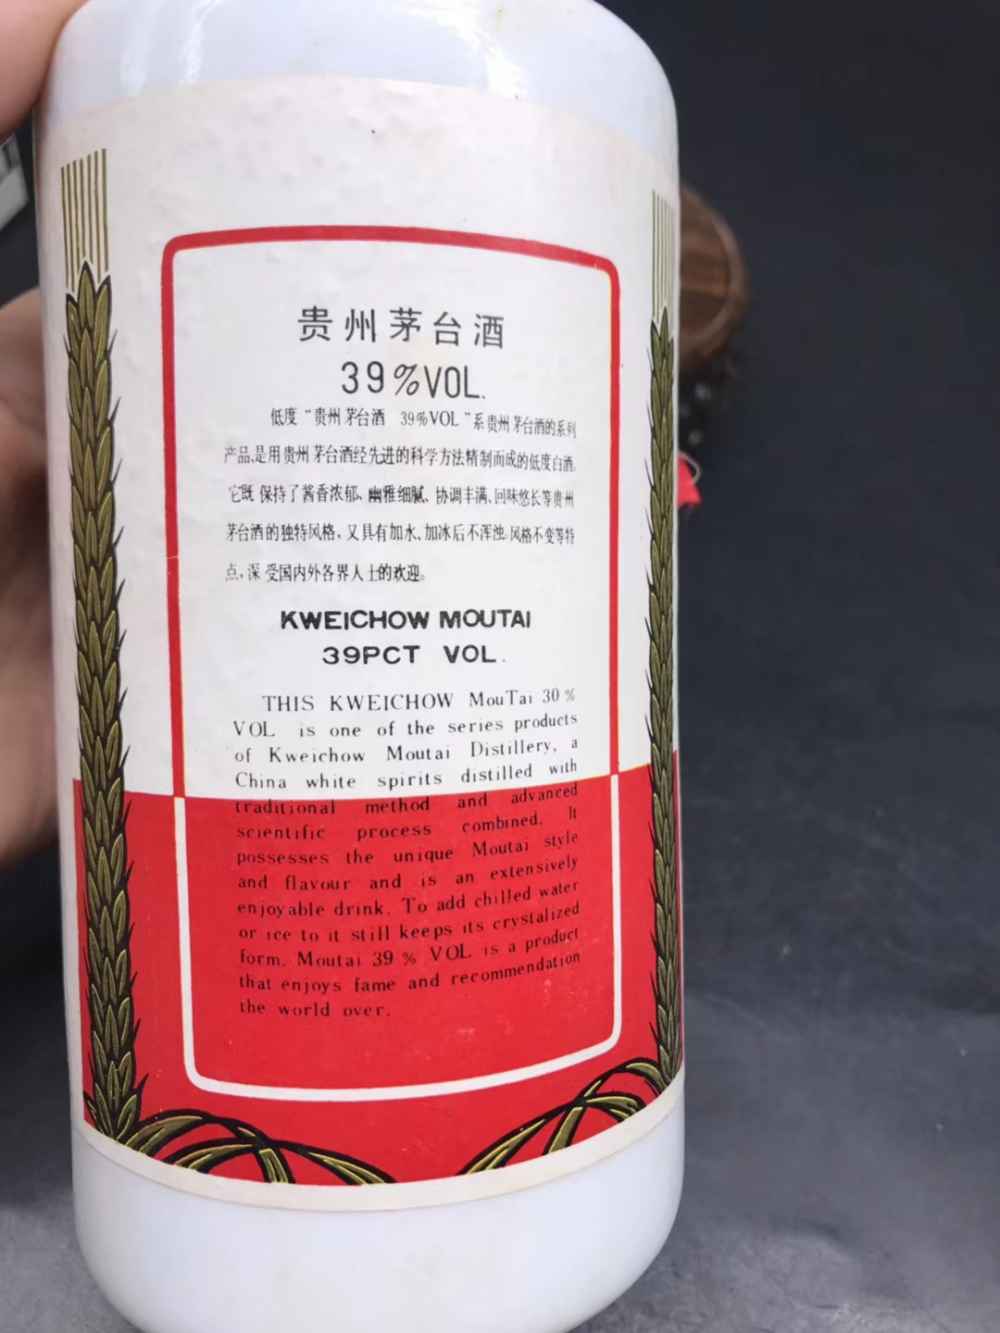 贵州茅台酒
39%VOL.
低度“贵州茅台酒 39%VOL”系贵州茅台酒的系列
产品,是用贵州茅台酒经先进的科学方法精制而成的低度白酒,
它既保持了酱香浓郁、幽雅细腻、协调丰满、回味悠长等贵州
茅台酒的独特风格,又具有加水、加冰后不浑浊,风格不变等特
点,深受国内外各界人士的欢迎。
KWEICHOW MOUTAI
39PCT VOL.
THIS KWEICHOW MouTai 30%
VOL is one of the series products
of Kweichow Moutai Distillery, a
China white spirits distilled with
traditional method and advanced
scientific process combined. It
possesses the unique Moutai style
and flavour and is an extensively
enjoyable drink. To add chilled water
or ice to it still keeps its crystalized
form. Moutai 39% VOL is a product
that enjoys fame and recommendation
the world over.